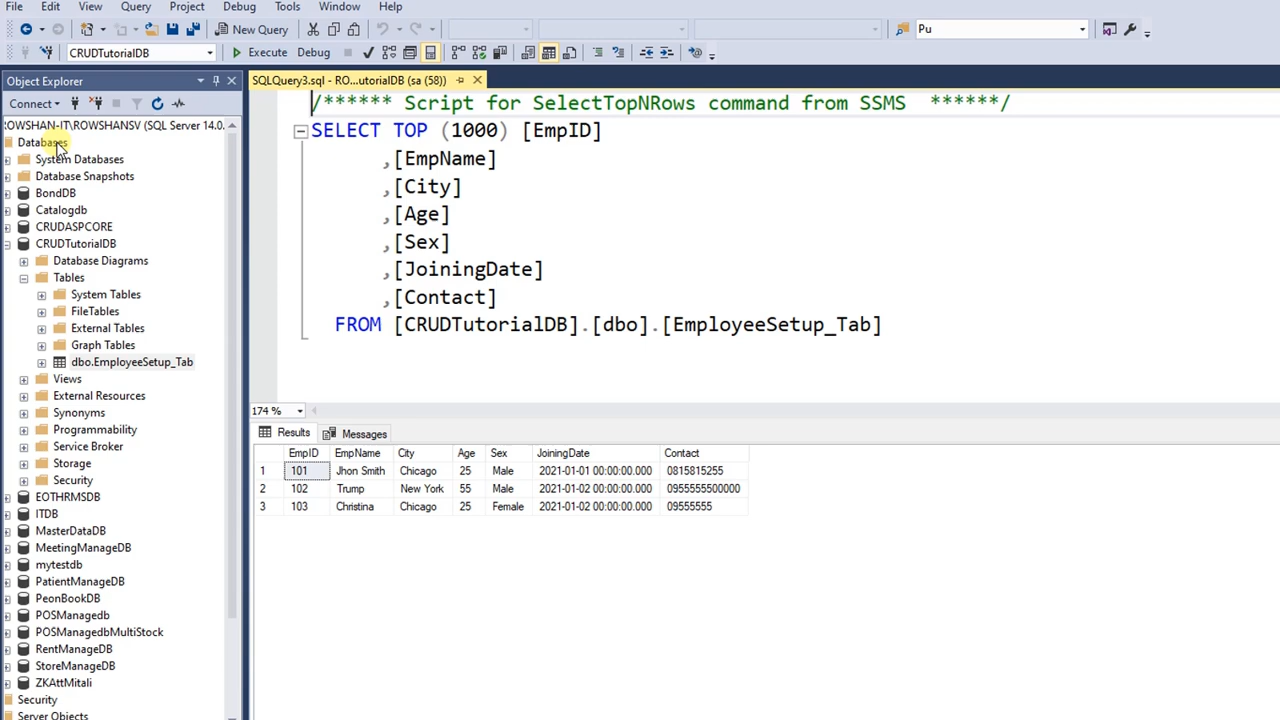 File Edit View Query Project Debug Tools Window Help
New Query Pu
CRUDTutorialDB Execute Debug
Object Explorer
SQLQuery3.sql - RO...utorialDB (sa (58))
Connect
ROWSHAN-IT\ROWSHANSV (SQL Server 14.0.
Databases
System Databases
Database Snapshots
BondDB
Catalogdb
CRUDASPCORE
CRUDTutorialDB
Database Diagrams
Tables
System Tables
FileTables
External Tables
Graph Tables
dbo.EmployeeSetup_Tab
Views
External Resources
Synonyms
Programmability
Service Broker
Storage
Security
EOTHRMSDB
ITDB
MasterDataDB
MeetingManageDB
mytestdb
PatientManageDB
PeonBookDB
POSManagedb
POSManagedbMultiStock
RentManageDB
StoreManageDB
ZKAttMitali
Security
Server Objects
/****** Script for SelectTopNRows command from SSMS ******/
SELECT TOP (1000) [EmpID]
,[EmpName]
,[City]
,[Age]
,[Sex]
,[JoiningDate]
,[Contact]
FROM [CRUDTutorialDB].[dbo].[EmployeeSetup_Tab]
174 %
Results Messages
EmpID EmpName City Age Sex JoiningDate Contact
1 101 Jhon Smith Chicago 25 Male 2021-01-01 00:00:00.000 0815815255
2 102 Trump New York 55 Male 2021-01-02 00:00:00.000 0955555500000
3 103 Christina Chicago 25 Female 2021-01-02 00:00:00.000 09555555